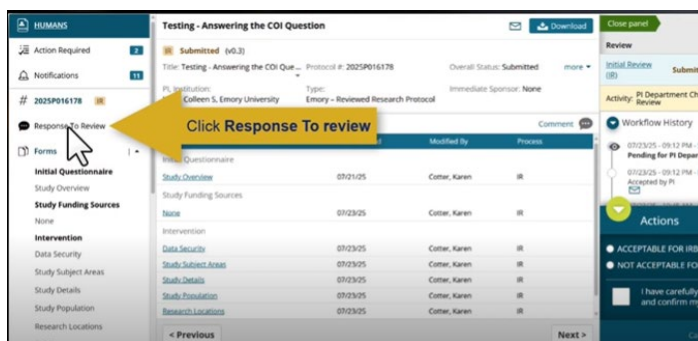 HUMANS
Action Required 2
Notifications 11
# 2025P016178 IR
Response To Review
Forms
Initial Questionnaire
Study Overview
Study Funding Sources
None
Intervention
Data Security
Study Subject Areas
Study Details
Study Population
Research Locations
Testing - Answering the COI Question
Download
IR Submitted (v0.3)
Title: Testing - Answering the COI Que... Protocol #: 2025P016178 Overall Status: Submitted more
PI, Institution: Type: Immediate Sponsor: None
Colleen S, Emory University Emory – Reviewed Research Protocol
Click Response To review
Comment
Modified By Process
Initial Questionnaire
Study Overview 07/21/25 Cotter, Karen IR
Study Funding Sources
None 07/23/25 Cotter, Karen IR
Intervention
Data Security 07/23/25 Cotter, Karen IR
Study Subject Areas 07/23/25 Cotter, Karen IR
Study Details 07/23/25 Cotter, Karen IR
Study Population 07/23/25 Cotter, Karen IR
Research Locations 07/23/25 Cotter, Karen IR
< Previous Next >
Close panel
Review
Initial Review (IR) Submit
Activity: PI Department Ch
Review
Workflow History
07/23/25 - 09:12 PM -
Pending for PI Depar
07/23/25 - 09:12 PM -
Accepted by PI
Actions
ACCEPTABLE FOR IRB
NOT ACCEPTABLE FO
I have carefully
and confirm my